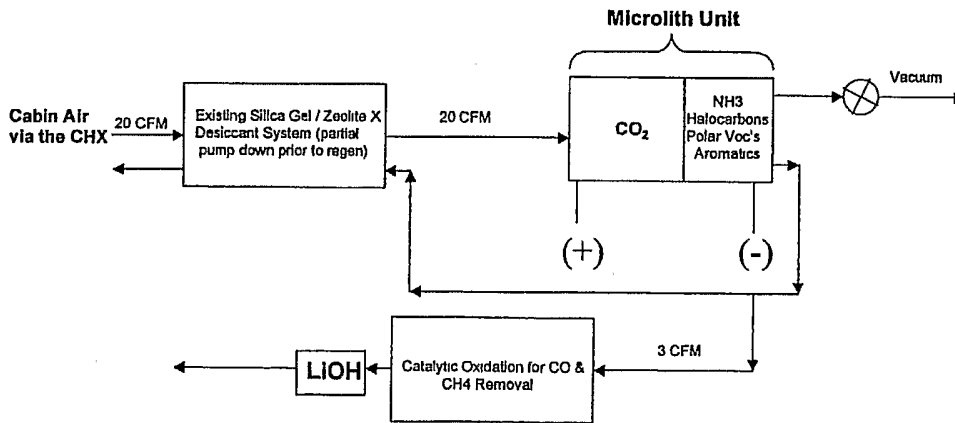 Microlith Unit
Vacuum
Cabin Air
via the CHX
20 CFM
Existing Silica Gel / Zeolite X
Desiccant System (partial
pump down prior to regen)
20 CFM
CO₂
NH3
Halocarbons
Polar Voc's
Aromatics
(+)
(-)
3 CFM
Catalytic Oxidation for CO &
CH4 Removal
LiOH